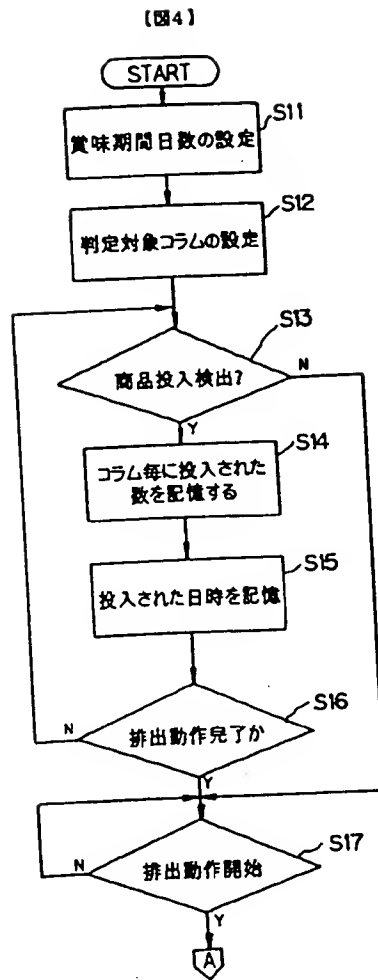 【図4】
START
S11
賞味期間日数の設定
S12
判定対象コラムの設定
S13
商品投入検出?
N
Y
S14
コラム毎に投入された
数を記憶する
S15
投入された日時を記憶
S16
排出動作完了か
N
Y
S17
排出動作開始
N
Y
A